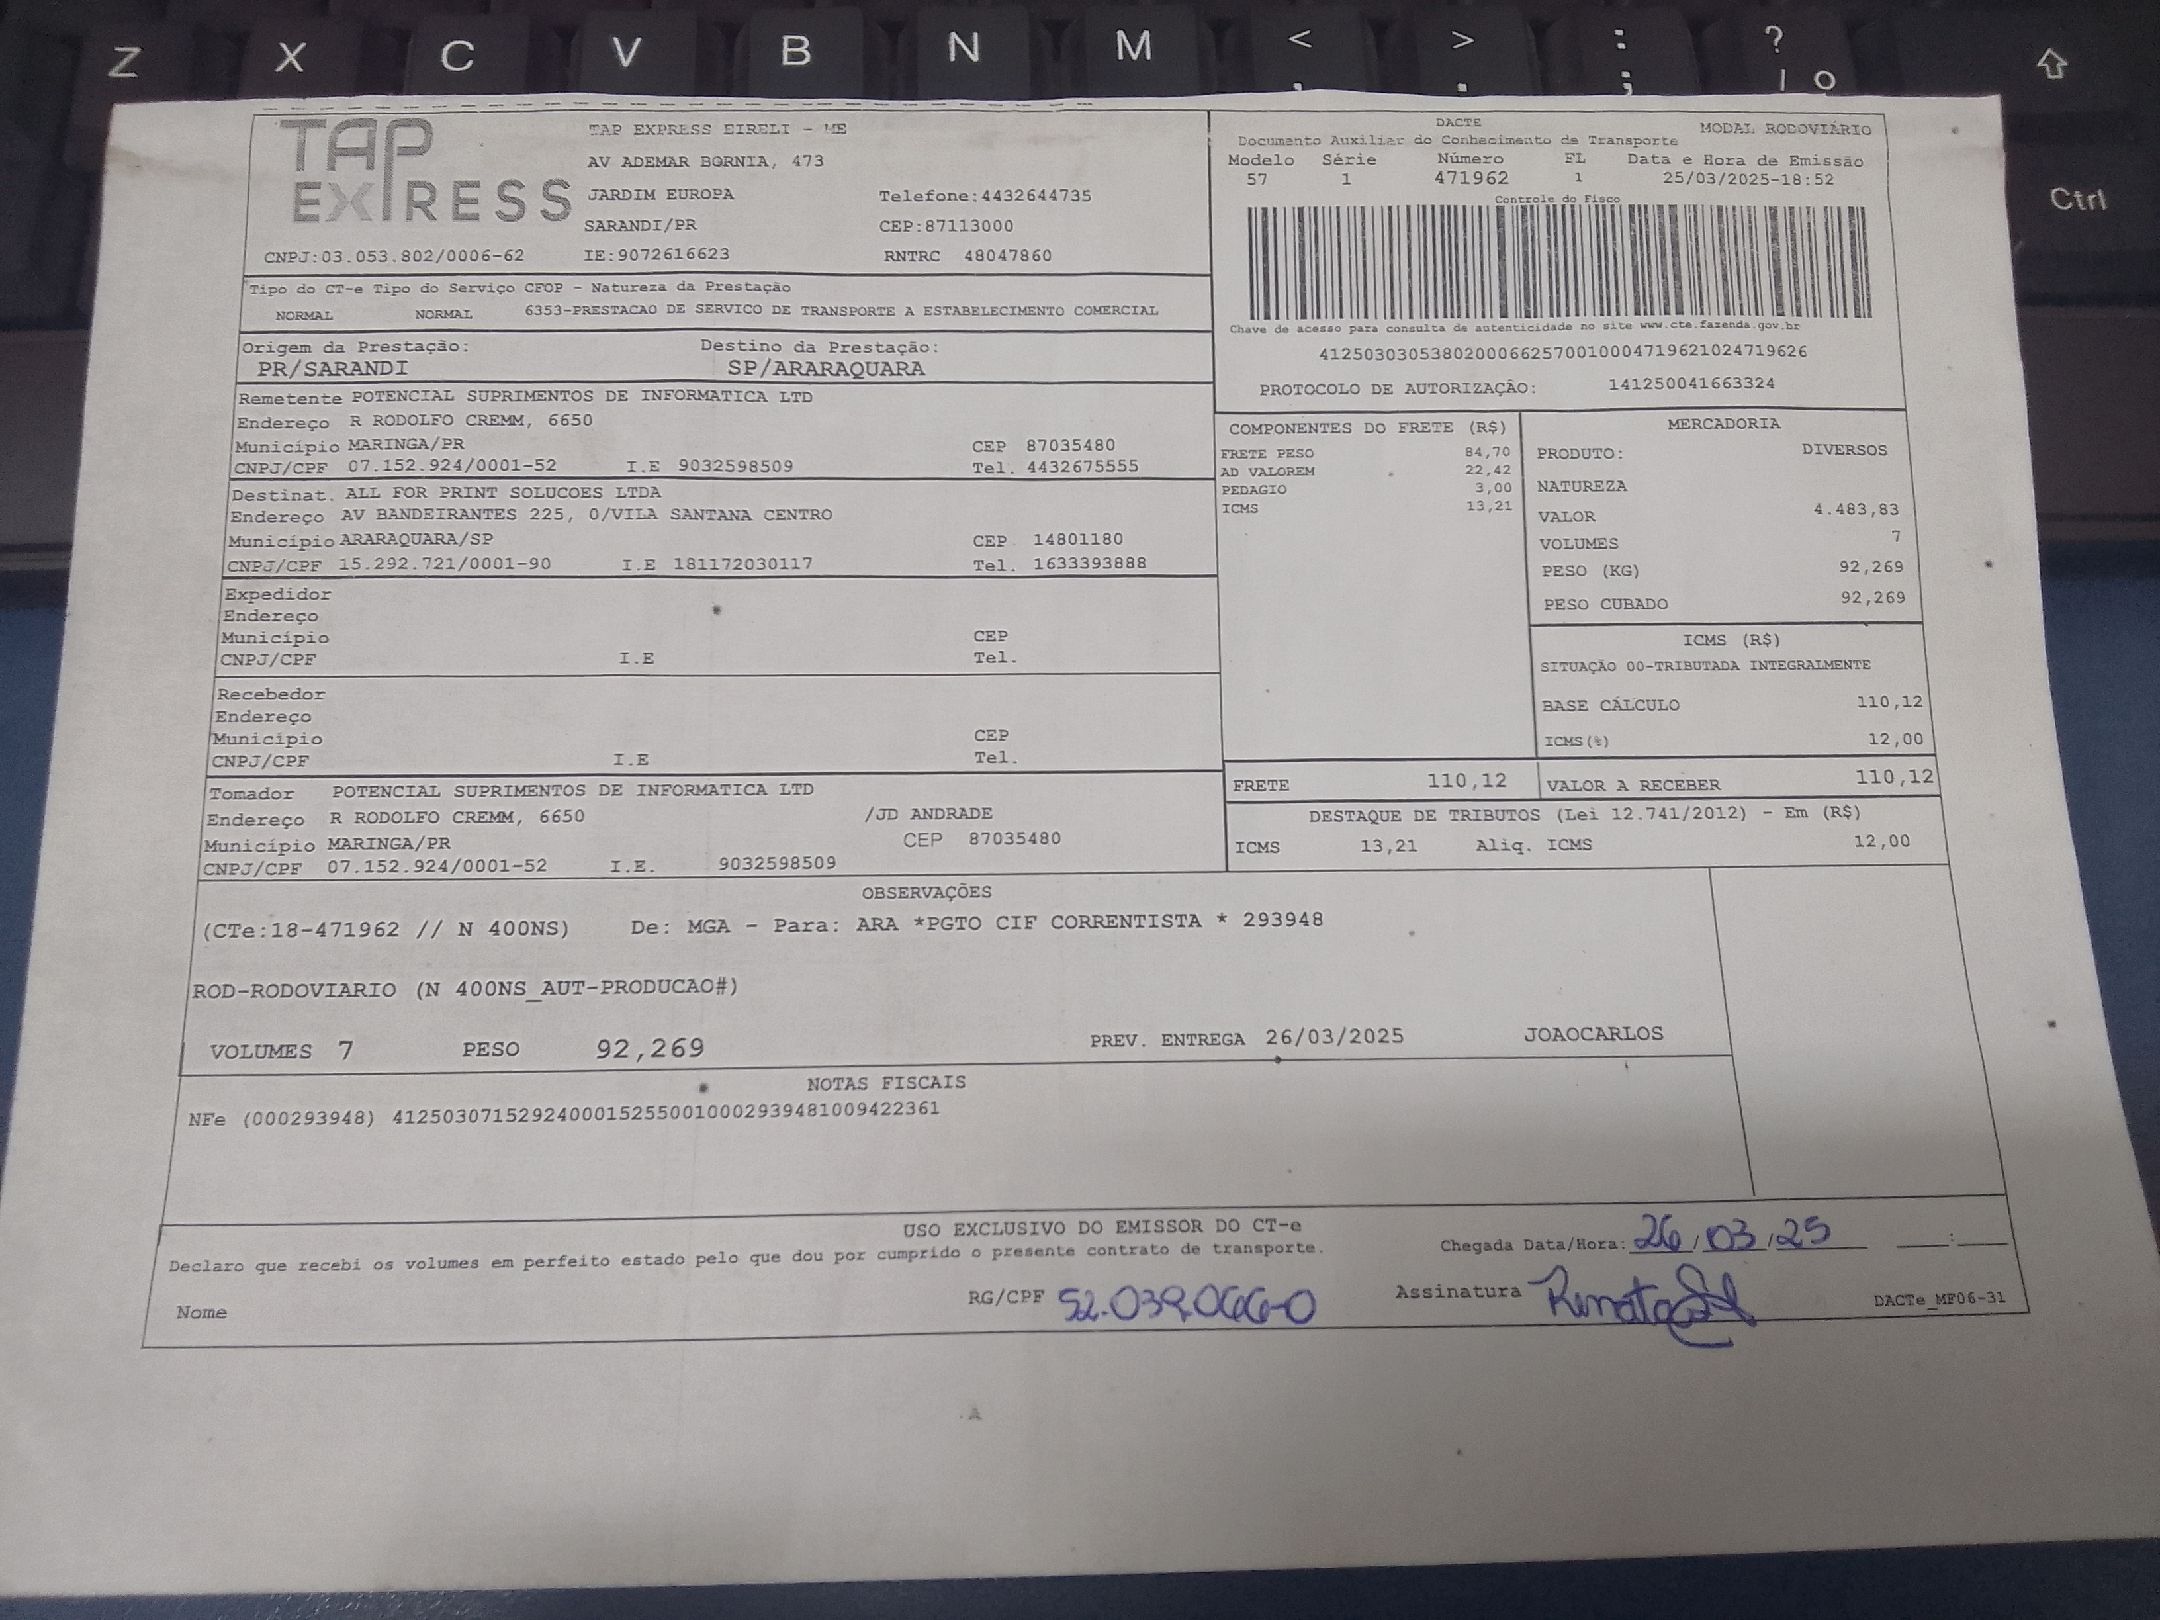 Z X C V B N M < , > . : ; ? / º
Ctrl
TAP EXPRESS
TAP EXPRESS EIRELI - ME
AV ADEMAR BORNIA, 473
JARDIM EUROPA Telefone:4432644735
SARANDI/PR CEP:87113000
CNPJ:03.053.802/0006-62 IE:9072616623 RNTRC 48047860
DACTE MODAL RODOVIÁRIO
Documento Auxiliar do Conhecimento de Transporte
Modelo Série Número FL Data e Hora de Emissão
57 1 471962 1 25/03/2025-18:52
Controle do Fisco
Chave de acesso para consulta de autenticidade no site www.cte.fazenda.gov.br
41250303053802000662570010004719621024719626
PROTOCOLO DE AUTORIZAÇÃO: 141250041663324
Tipo do CT-e Tipo do Serviço CFOP - Natureza da Prestação
NORMAL NORMAL 6353-PRESTACAO DE SERVICO DE TRANSPORTE A ESTABELECIMENTO COMERCIAL
Origem da Prestação: Destino da Prestação:
PR/SARANDI SP/ARARAQUARA
Remetente POTENCIAL SUPRIMENTOS DE INFORMATICA LTD
Endereço R RODOLFO CREMM, 6650
Município MARINGA/PR CEP 87035480
CNPJ/CPF 07.152.924/0001-52 I.E 9032598509 Tel. 4432675555
Destinat. ALL FOR PRINT SOLUCOES LTDA
Endereço AV BANDEIRANTES 225, 0/VILA SANTANA CENTRO
Município ARARAQUARA/SP CEP 14801180
CNPJ/CPF 15.292.721/0001-90 I.E 181172030117 Tel. 1633393888
Expedidor
Endereço
Município CEP
CNPJ/CPF I.E Tel.
Recebedor
Endereço
Município CEP
CNPJ/CPF I.E Tel.
Tomador POTENCIAL SUPRIMENTOS DE INFORMATICA LTD
Endereço R RODOLFO CREMM, 6650 /JD ANDRADE
Município MARINGA/PR CEP 87035480
CNPJ/CPF 07.152.924/0001-52 I.E. 9032598509
COMPONENTES DO FRETE (R$)
FRETE PESO 84,70
AD VALOREM 22,42
PEDAGIO 3,00
ICMS 13,21
MERCADORIA
PRODUTO: DIVERSOS
NATUREZA
VALOR 4.483,83
VOLUMES 7
PESO (KG) 92,269
PESO CUBADO 92,269
ICMS (R$)
SITUAÇÃO 00-TRIBUTADA INTEGRALMENTE
BASE CÁLCULO 110,12
ICMS(%) 12,00
FRETE 110,12 VALOR A RECEBER 110,12
DESTAQUE DE TRIBUTOS (Lei 12.741/2012) - Em (R$)
ICMS 13,21 Aliq. ICMS 12,00
OBSERVAÇÕES
(CTe:18-471962 // N 400NS) De: MGA - Para: ARA *PGTO CIF CORRENTISTA * 293948
ROD-RODOVIARIO (N 400NS_AUT-PRODUCAO#)
VOLUMES 7 PESO 92,269 PREV. ENTREGA 26/03/2025 JOAOCARLOS
NOTAS FISCAIS
NFe (000293948) 41250307152924000152550010002939481009422361
USO EXCLUSIVO DO EMISSOR DO CT-e
Declaro que recebi os volumes em perfeito estado pelo que dou por cumprido o presente contrato de transporte. Chegada Data/Hora: 26/03/25 __:__
Nome RG/CPF 52.039.066-0 Assinatura Renata DACTe_MF06-31